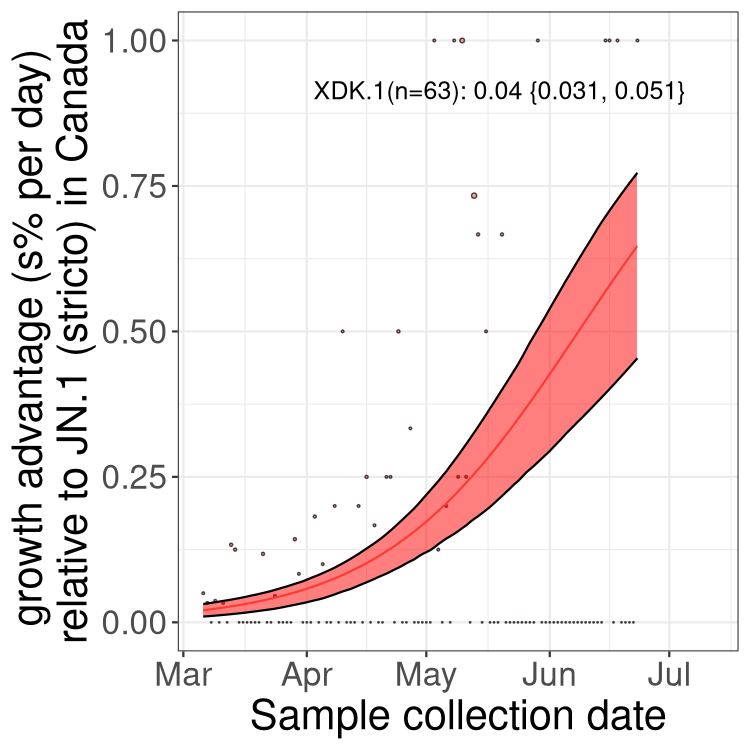 growth advantage (s% per day)
relative to JN.1 (stricto) in Canada
1.00
0.75
0.50
0.25
0.00
XDK.1(n=63): 0.04 {0.031, 0.051}
Mar Apr May Jun Jul
Sample collection date